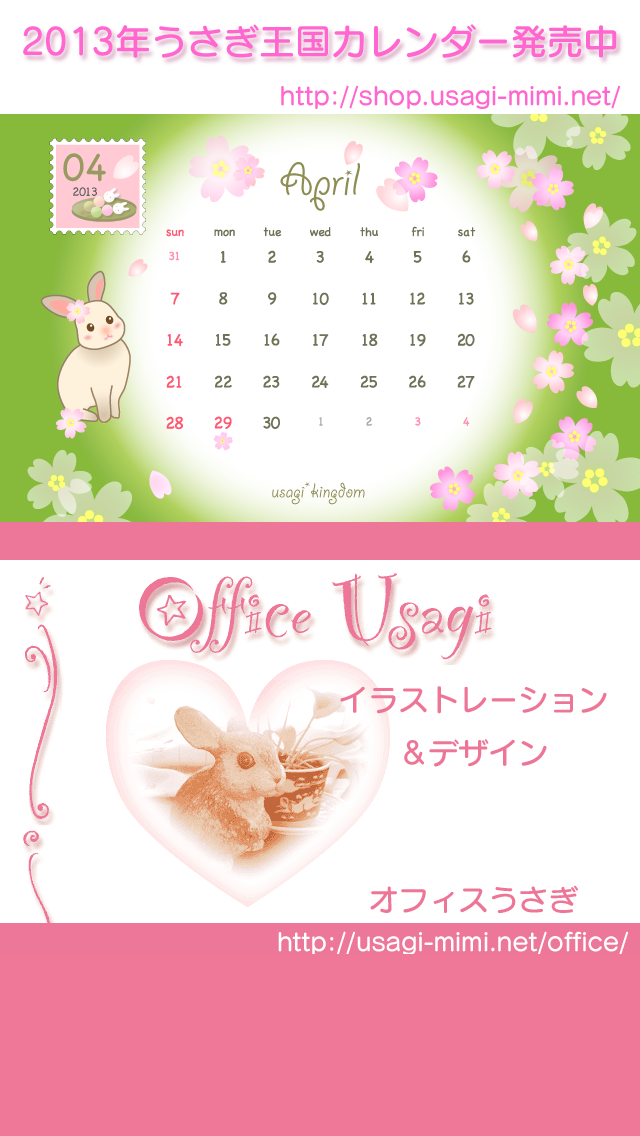 2013年うさぎ王国カレンダー発売中
http://shop.usagi-mimi.net/
04
2013
April
sun mon tue wed thu fri sat
31 1 2 3 4 5 6
7 8 9 10 11 12 13
14 15 16 17 18 19 20
21 22 23 24 25 26 27
28 29 30 1 2 3 4
usagi*kingdom
Office Usagi
イラストレーション
＆デザイン
オフィスうさぎ
http://usagi-mimi.net/office/